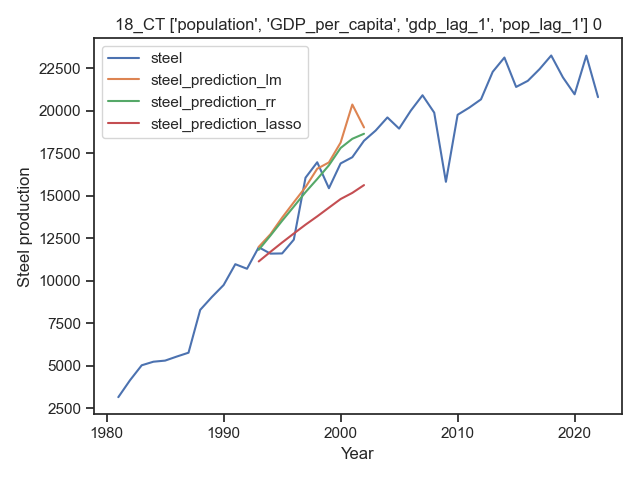 18_CT ['population', 'GDP_per_capita', 'gdp_lag_1', 'pop_lag_1'] 0
steel
steel_prediction_lm
steel_prediction_rr
steel_prediction_lasso
Steel production
22500
20000
17500
15000
12500
10000
7500
5000
2500
1980
1990
2000
2010
2020
Year